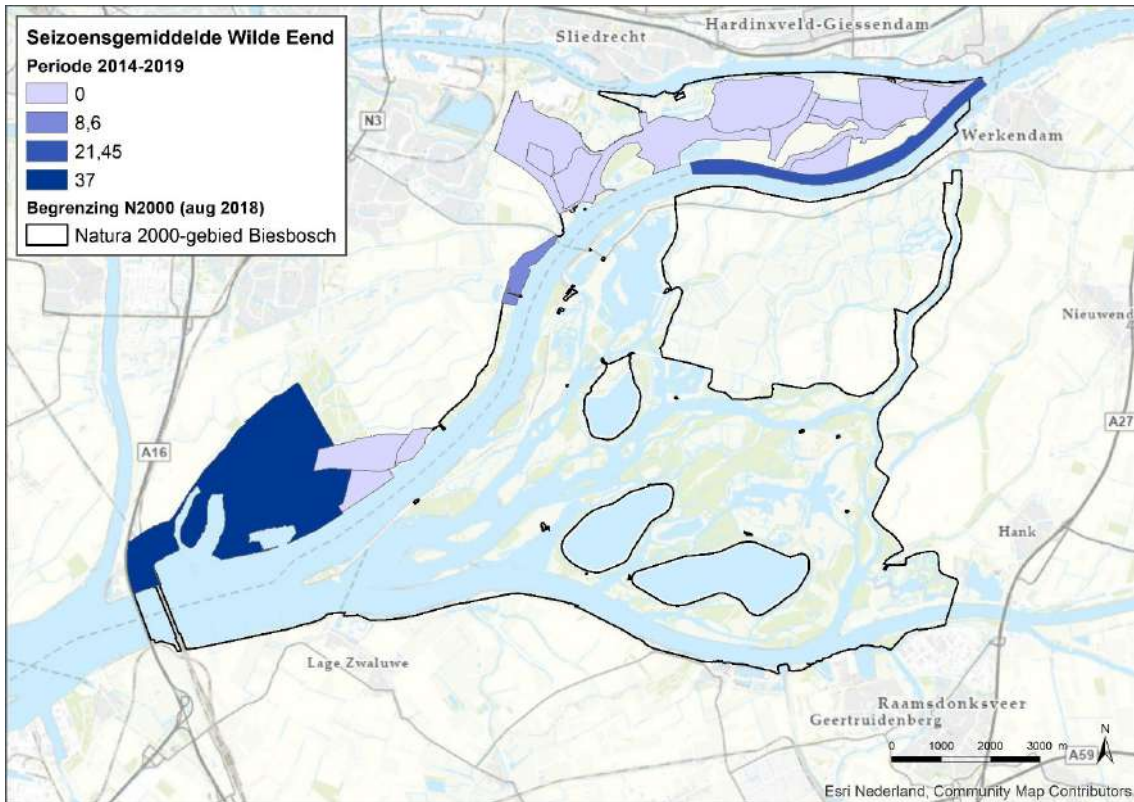 Seizoensgemiddelde Wilde Eend
Periode 2014-2019
0
8,6
21,45
37
Begrenzing N2000 (aug 2018)
Natura 2000-gebied Biesbosch
Hardinxveld-Giessendam
Sliedrecht
N3
Werkendam
Nieuwend
A16
A27
Hank
Lage Zwaluwe
Raamsdonksveer
Geertruidenberg
N
0 1000 2000 3000 m
A59
Esri Nederland, Community Map Contributors